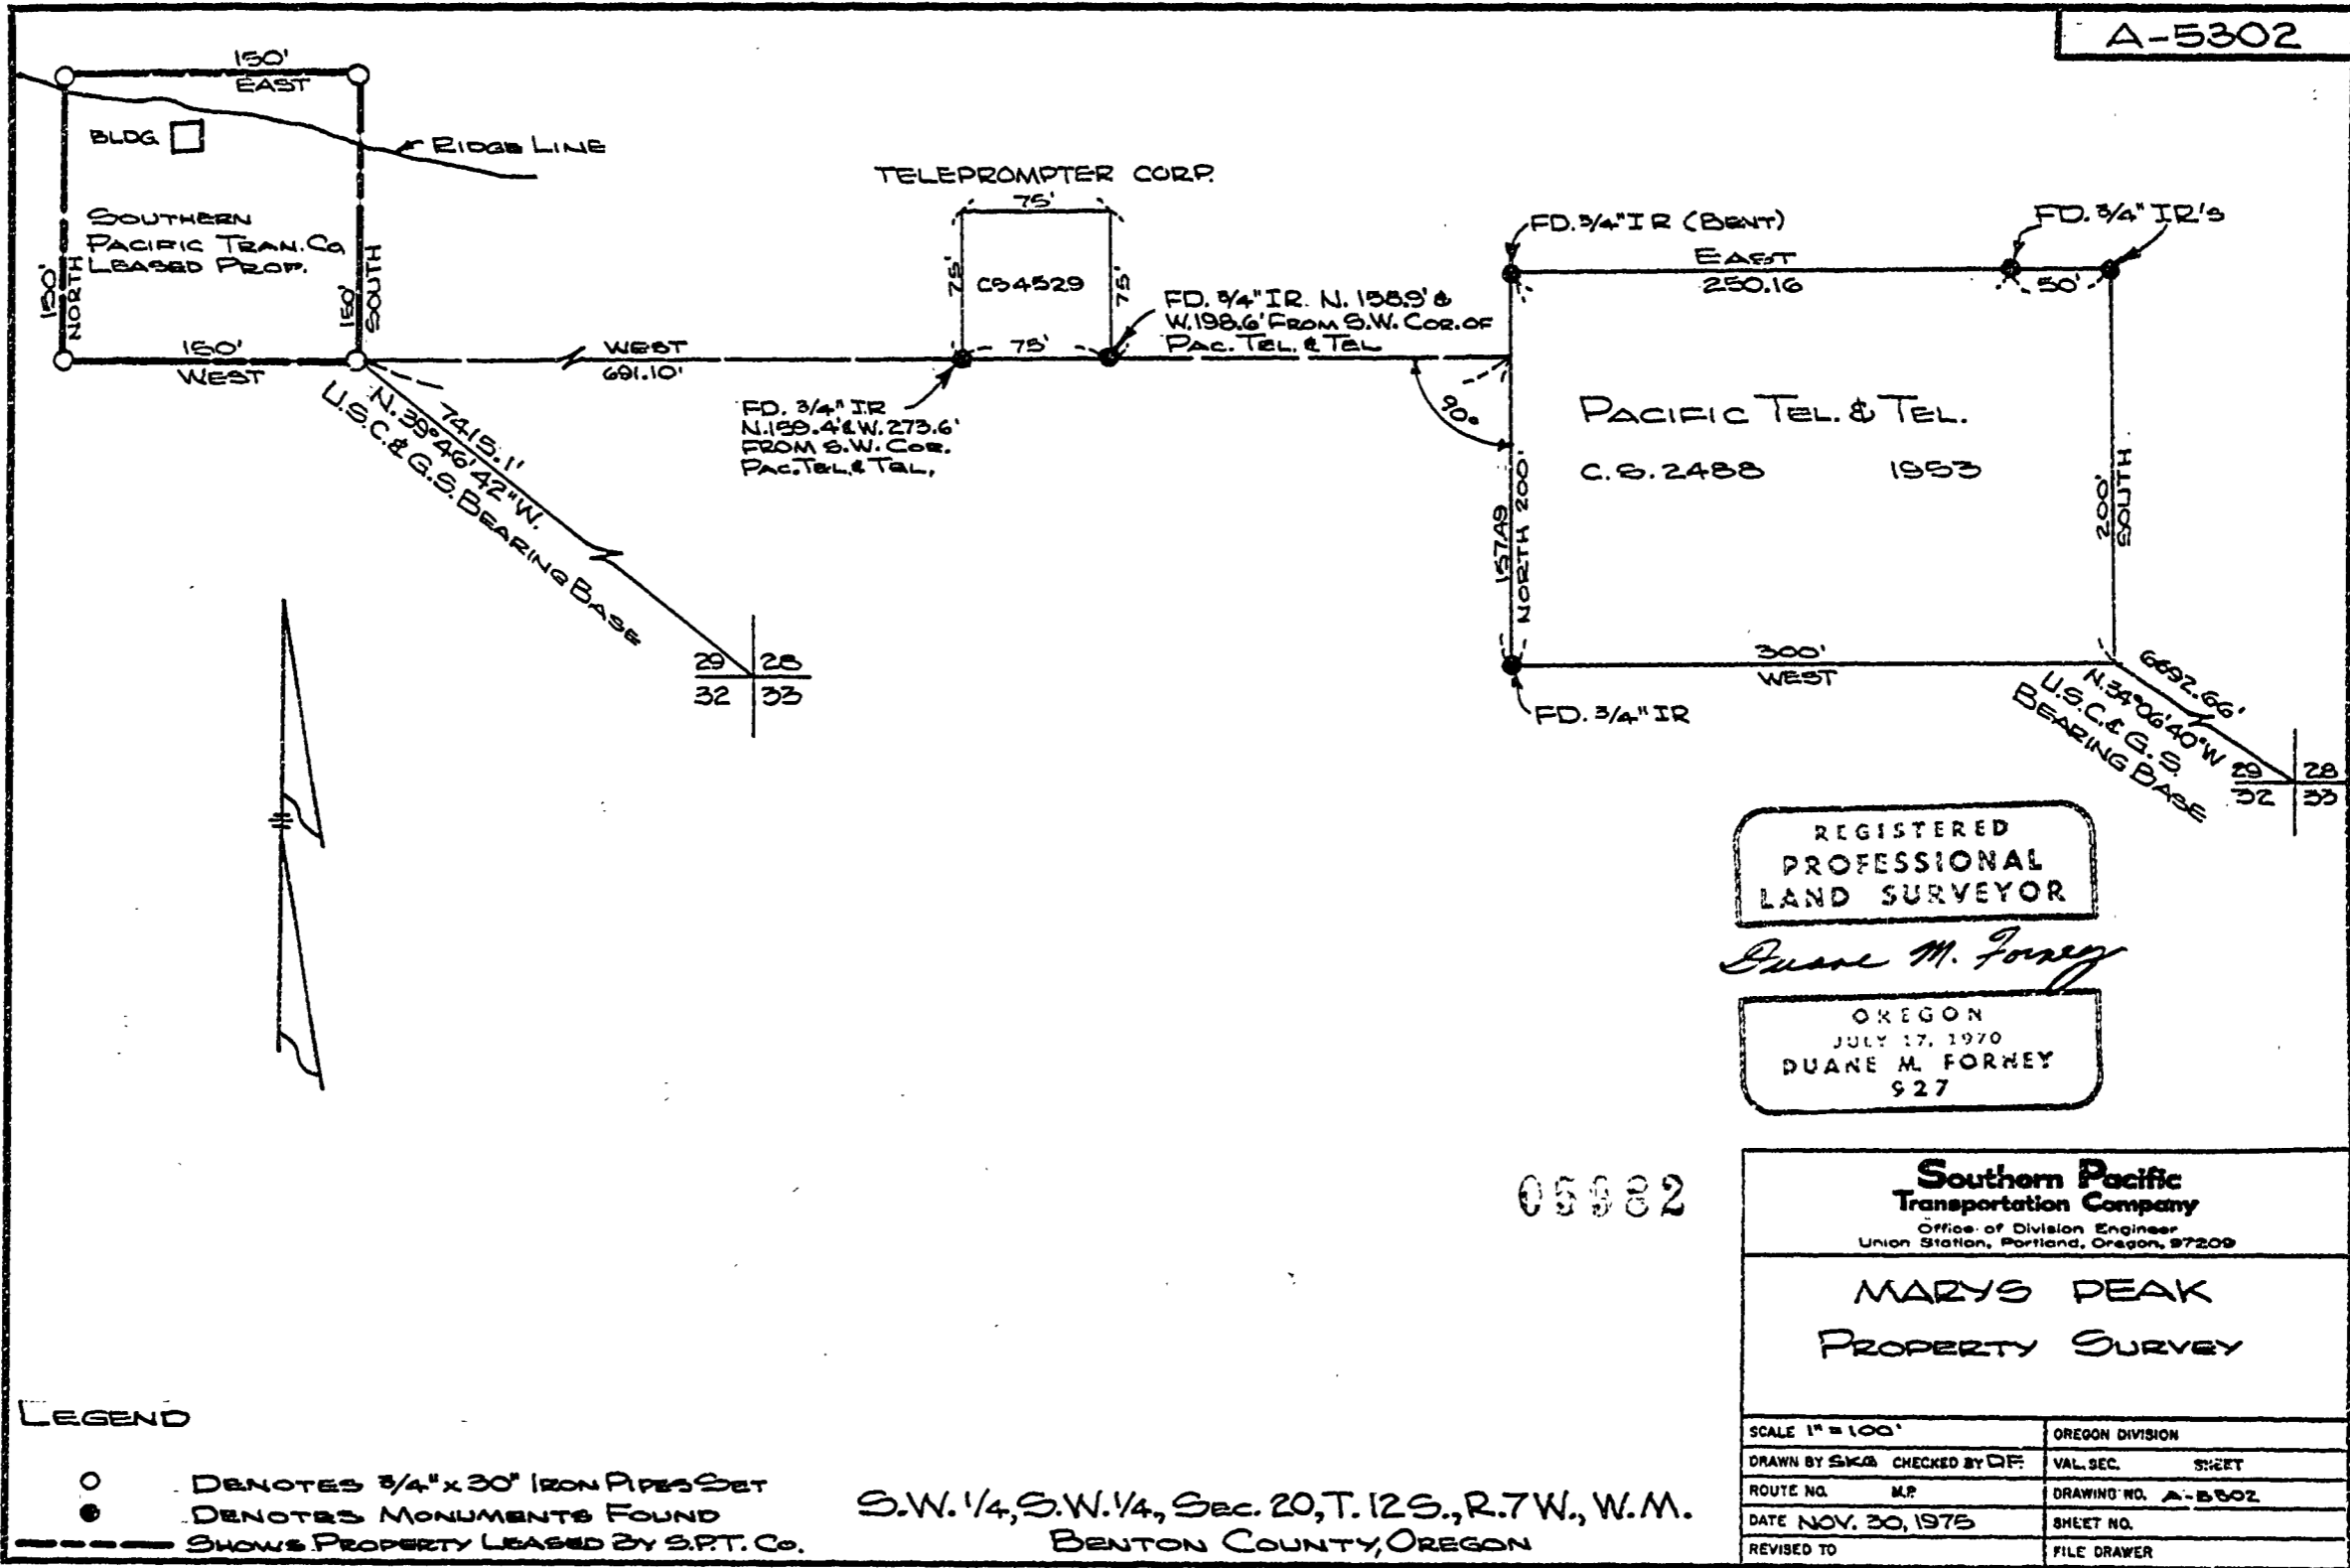 A-5302
150'
EAST
BLDG
RIDGE LINE
SOUTHERN
PACIFIC TRAN. CO
LEASED PROP.
150'
NORTH
150'
SOUTH
150'
WEST
WEST
691.10'
TELEPROMPTER CORP.
75'
75'
CS4529
75'
75'
FD. 3/4" IR. N. 158.9' &
W. 198.6' FROM S.W. COR. OF
PAC. TEL. & TEL
FD. 3/4" IR
N.159.4' & W. 273.6'
FROM S.W. COR.
PAC. TEL. & TEL.
7415.1'
N. 39°46'42" W.
U.S.C. & G.S. BEARING BASE
29 28
32 33
FD. 3/4" IR (BENT)
FD. 3/4" IR'S
EAST
250.16
50'
90°
PACIFIC TEL. & TEL.
C.S. 2488 1953
157.49
NORTH 200'
200'
SOUTH
300'
WEST
FD. 3/4" IR
6692.66'
N.34°06'40"W
U.S.C. & G.S.
BEARING BASE
29 28
32 33
REGISTERED
PROFESSIONAL
LAND SURVEYOR
Duane M. Forney
OREGON
JULY 17, 1970
DUANE M. FORNEY
927
Southern Pacific
Transportation Company
Office of Division Engineer
Union Station, Portland, Oregon, 97209
MARYS PEAK
PROPERTY SURVEY
SCALE 1" = 100'
OREGON DIVISION
DRAWN BY CHECKED BY DF.
VAL. SEC. SHEET
ROUTE NO. M.P.
DRAWING NO. A-5302
DATE NOV. 30, 1975
SHEET NO.
REVISED TO
FILE DRAWER
LEGEND
DENOTES 3/4" x 30" IRON PIPES SET
DENOTES MONUMENTS FOUND
SHOWS PROPERTY LEASED BY S.P.T. CO.
S.W. 1/4, S.W. 1/4, SEC. 20, T. 12 S., R. 7 W., W.M.
BENTON COUNTY, OREGON